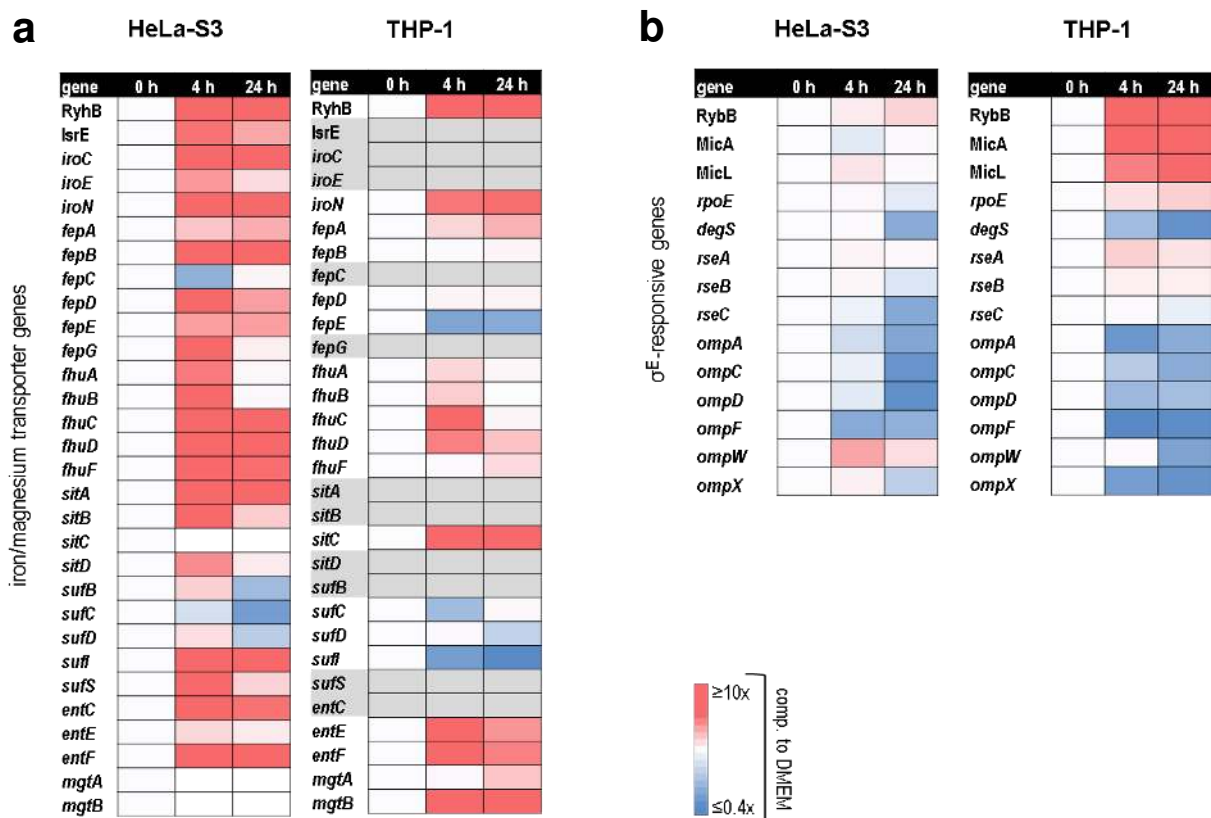 a
HeLa-S3
THP-1
gene 0 h 4 h 24 h
RyhB
IsrE
iroC
iroE
iroN
fepA
fepB
fepC
fepD
fepE
fepG
fhuA
fhuB
fhuC
fhuD
fhuF
sitA
sitB
sitC
sitD
sufB
sufC
sufD
sufI
sufS
entC
entE
entF
mgtA
mgtB
iron/magnesium transporter genes
gene 0 h 4 h 24 h
RyhB
IsrE
iroC
iroE
iroN
fepA
fepB
fepC
fepD
fepE
fepG
fhuA
fhuB
fhuC
fhuD
fhuF
sitA
sitB
sitC
sitD
sufB
sufC
sufD
sufI
sufS
entC
entE
entF
mgtA
mgtB
b
HeLa-S3
THP-1
gene 0 h 4 h 24 h
RybB
MicA
MicL
rpoE
degS
rseA
rseB
rseC
ompA
ompC
ompD
ompF
ompW
ompX
σE-responsive genes
gene 0 h 4 h 24 h
RybB
MicA
MicL
rpoE
degS
rseA
rseB
rseC
ompA
ompC
ompD
ompF
ompW
ompX
≥10x
≤0.4x
comp. to DMEM